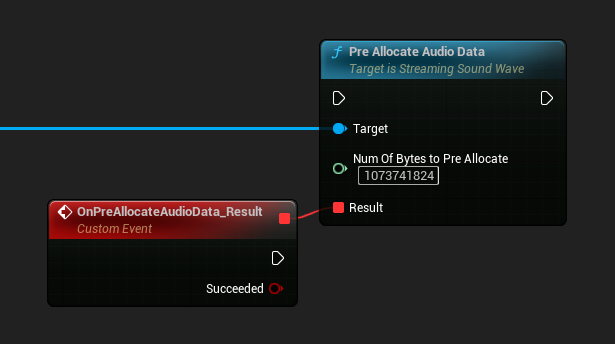 Pre Allocate Audio Data
Target is Streaming Sound Wave
Target
Num Of Bytes to Pre Allocate
1073741824
Result
OnPreAllocateAudioData_Result
Custom Event
Succeeded